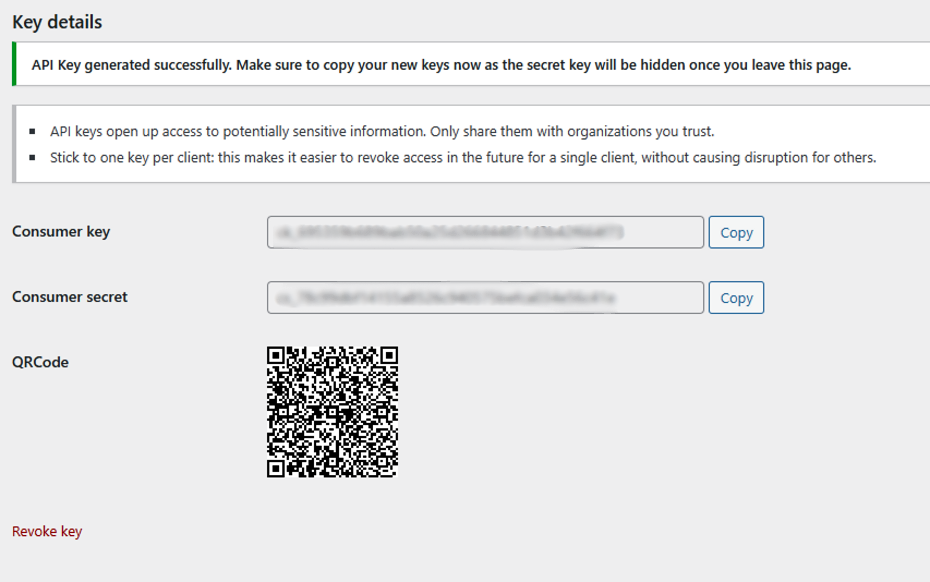 Key details
API Key generated successfully. Make sure to copy your new keys now as the secret key will be hidden once you leave this page.
API keys open up access to potentially sensitive information. Only share them with organizations you trust.
Stick to one key per client: this makes it easier to revoke access in the future for a single client, without causing disruption for others.
Consumer key
Copy
Consumer secret
Copy
QRCode
Revoke key